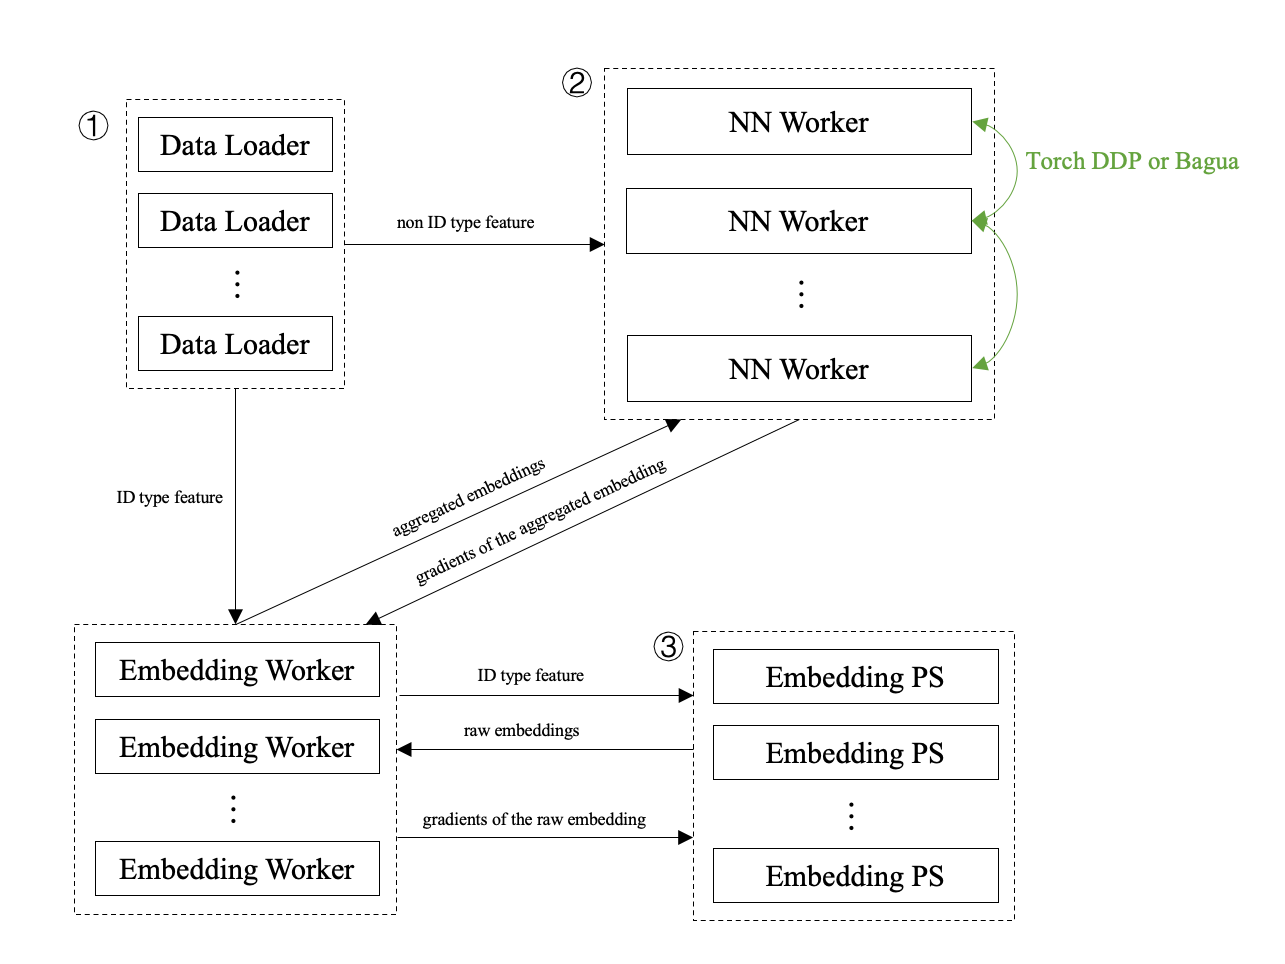 ①
Data Loader
Data Loader
⋮
Data Loader
non ID type feature
②
NN Worker
NN Worker
⋮
NN Worker
Torch DDP or Bagua
ID type feature
aggregated embeddings
gradients of the aggregated embedding
Embedding Worker
Embedding Worker
⋮
Embedding Worker
ID type feature
raw embeddings
gradients of the raw embedding
③
Embedding PS
Embedding PS
⋮
Embedding PS